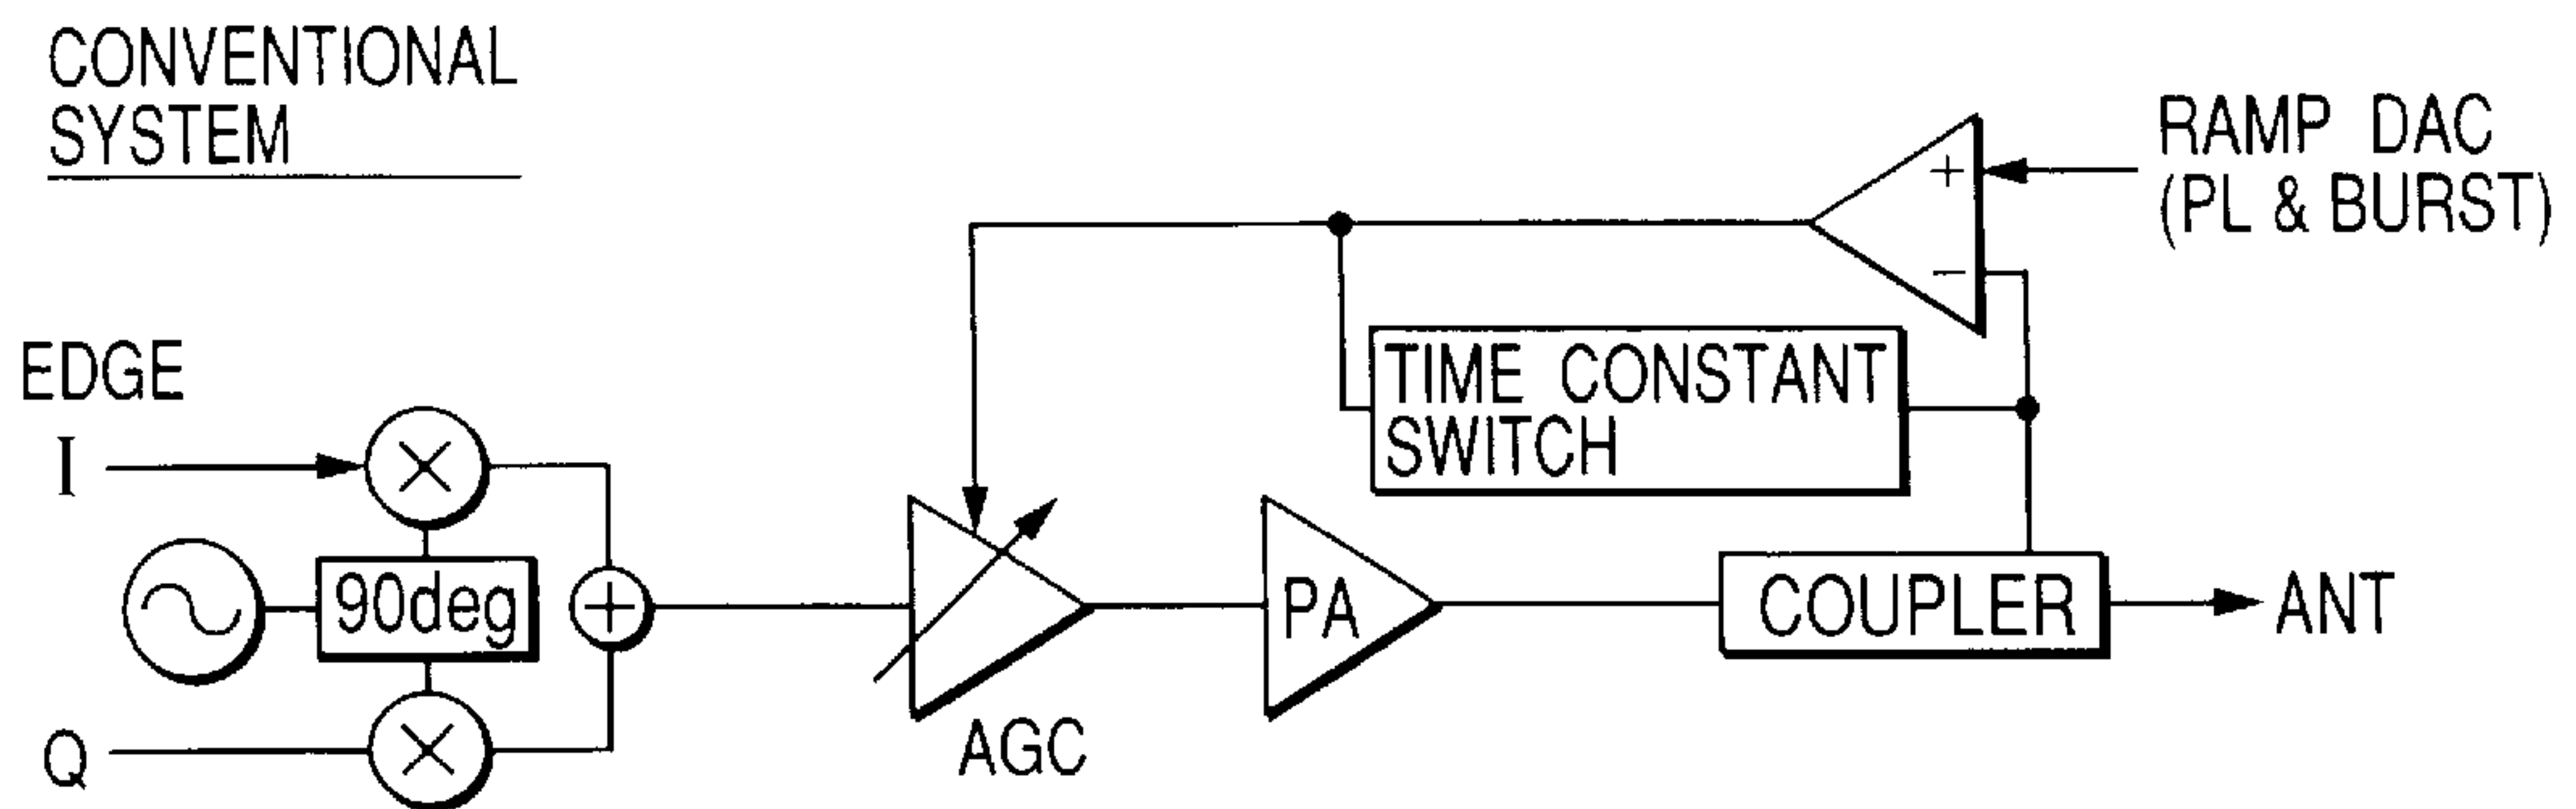 CONVENTIONAL
SYSTEM
RAMP DAC
(PL & BURST)
+
−
EDGE
I
TIME CONSTANT
SWITCH
90deg
+
PA
COUPLER
ANT
Q
AGC